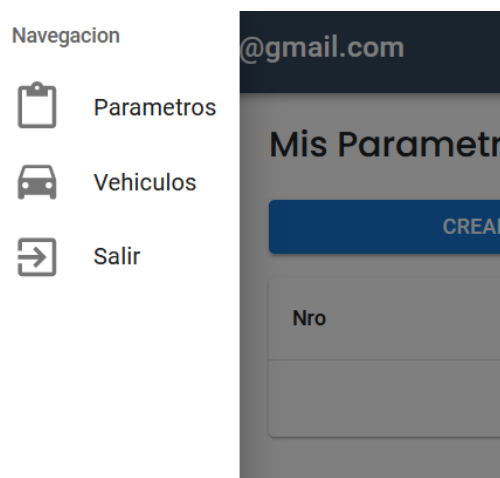 Navegacion
@gmail.com
Parametros
Mis Parametr
Vehiculos
CREA
Salir
Nro